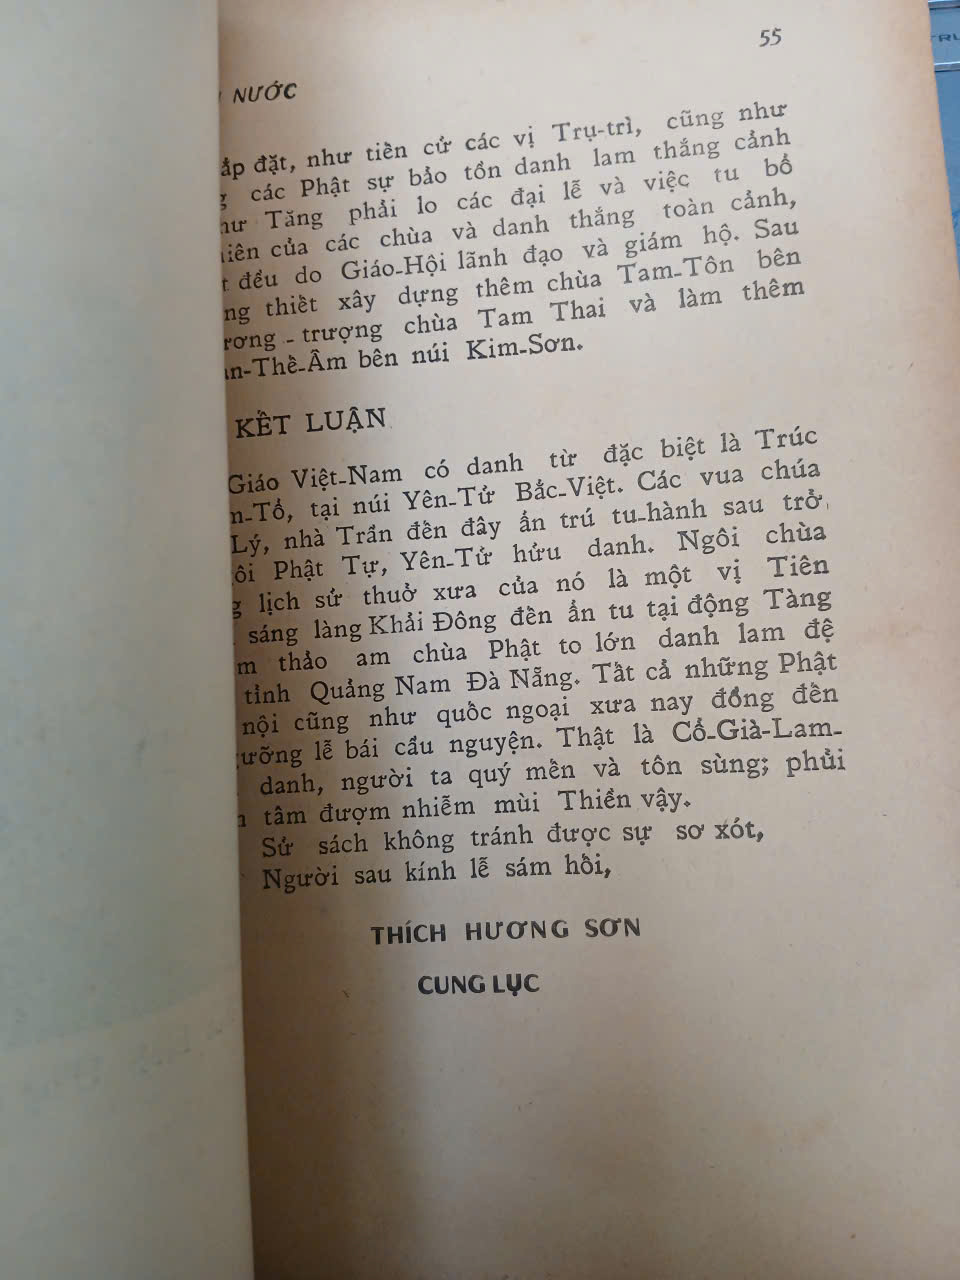 55
NƯỚC
đặt, như tiền cử các vị Trụ-trì, cũng như
các Phật sự bảo tồn danh lam thắng cảnh
Tăng phải lo các đại lễ và việc tu bổ
của các chùa và danh thắng toàn cảnh,
đều do Giáo-Hội lãnh đạo và giám hộ. Sau
thiết xây dựng thêm chùa Tam-Tôn bên
trượng chùa Tam Thai và làm thêm
Thế-Âm bên núi Kim-Sơn.
KẾT LUẬN
Giáo Việt-Nam có danh từ đặc biệt là Trúc
Tổ, tại núi Yên-Tử Bắc-Việt. Các vua chúa
Lý, nhà Trần đến đây ẩn trú tu-hành sau trở
Phật Tự, Yên-Tử hữu danh. Ngôi chùa
lịch sử thuở xưa của nó là một vị Tiên
sáng làng Khải Đông đến ẩn tu tại động Tàng
thảo am chùa Phật to lớn danh lam đệ
tỉnh Quảng Nam Đà Nẵng. Tất cả những Phật
nội cũng như quốc ngoại xưa nay đồng đến
lễ bái cầu nguyện. Thật là Cổ-Già-Lam-
danh, người ta quý mến và tôn sùng; phủi
tâm đượm nhiễm mùi Thiền vậy.
Sử sách không tránh được sự sơ xót,
Người sau kính lễ sám hối,
THÍCH HƯƠNG SƠN
CUNG LỤC